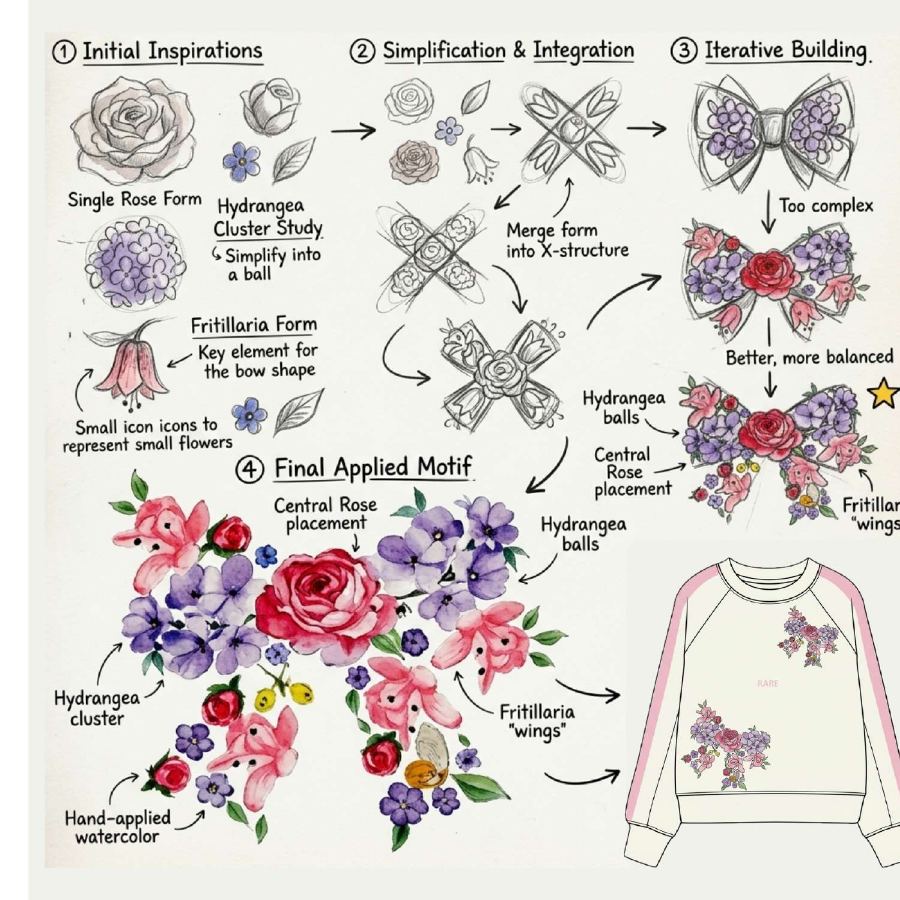 ① Initial Inspirations
Single Rose Form
Hydrangea
Cluster Study
Simplify into
a ball
Fritillaria Form
Key element for
the bow shape
Small icon icons to
represent small flowers
② Simplification & Integration
Merge form
into X-structure
③ Iterative Building.
Too complex
Better, more balanced
Hydrangea
balls
Central
Rose
placement
Fritillar
"wings
④ Final Applied Motif
Central Rose
placement
Hydrangea
balls
Hydrangea
cluster
Fritillaria
"wings"
Hand-applied
watercolor
RARE